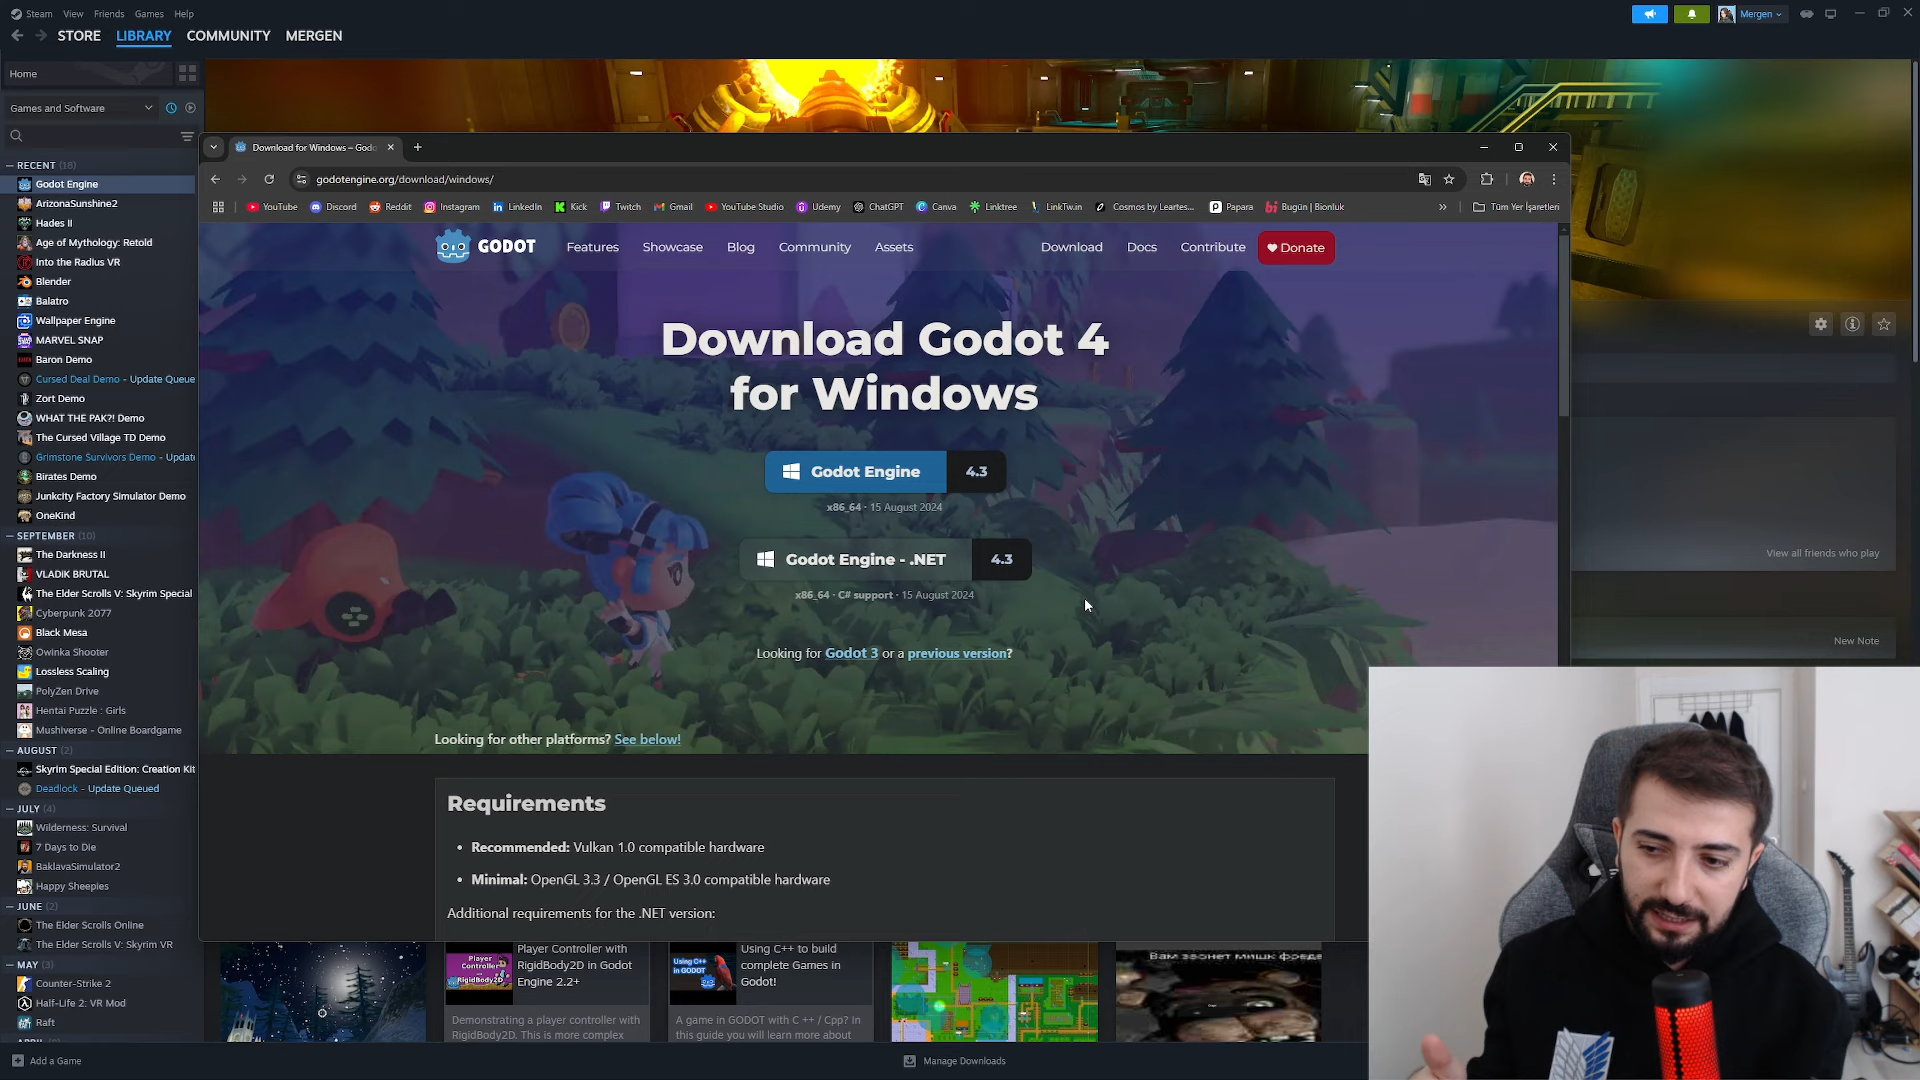 Steam View Friends Games Help
Mergen
STORE LIBRARY COMMUNITY MERGEN
Home
Games and Software
RECENT (18)
Godot Engine
ArizonaSunshine2
Hades II
Age of Mythology: Retold
Into the Radius VR
Blender
Balatro
Wallpaper Engine
MARVEL SNAP
Baron Demo
Cursed Deal Demo - Update Queue
Zort Demo
WHAT THE PAK?! Demo
The Cursed Village TD Demo
Grimstone Survivors Demo - Updat
Birates Demo
Junkcity Factory Simulator Demo
OneKind
SEPTEMBER (10)
The Darkness II
VLADiK BRUTAL
The Elder Scrolls V: Skyrim Special
Cyberpunk 2077
Black Mesa
Owinka Shooter
Lossless Scaling
PolyZen Drive
Hentai Puzzle : Girls
Mushiverse - Online Boardgame
AUGUST (2)
Skyrim Special Edition: Creation Kit
Deadlock - Update Queued
JULY (4)
Wilderness: Survival
7 Days to Die
BaklavaSimulator2
Happy Sheeples
JUNE (2)
The Elder Scrolls Online
The Elder Scrolls V: Skyrim VR
MAY (3)
Counter-Strike 2
Half-Life 2: VR Mod
Raft
Add a Game
Download for Windows – Godo
godotengine.org/download/windows/
YouTube Discord Reddit Instagram LinkedIn Kick Twitch Gmail YouTube Studio Udemy ChatGPT Canva Linktree LinkTw.in Cosmos by Leartes... Papara Bugün | Bionluk » Tüm Yer İşaretleri
GODOT Features Showcase Blog Community Assets Download Docs Contribute Donate
Download Godot 4
for Windows
Godot Engine 4.3
x86_64 · 15 August 2024
Godot Engine - .NET 4.3
x86_64 · C# support · 15 August 2024
Looking for Godot 3 or a previous version?
Looking for other platforms? See below!
Requirements
• Recommended: Vulkan 1.0 compatible hardware
• Minimal: OpenGL 3.3 / OpenGL ES 3.0 compatible hardware
Additional requirements for the .NET version:
View all friends who play
New Note
Player Controller with
RigidBody2D in Godot
Engine 2.2+
Player
Controller
RigidBody2D
Demonstrating a player controller with
RigidBody2D. This is more complex
Using C++ to build
complete Games in
Godot!
Using C++
in GODOT
A game in GODOT with C ++ / Cpp? In
this guide you will learn more about
Вам звонет мишк фреде
Manage Downloads